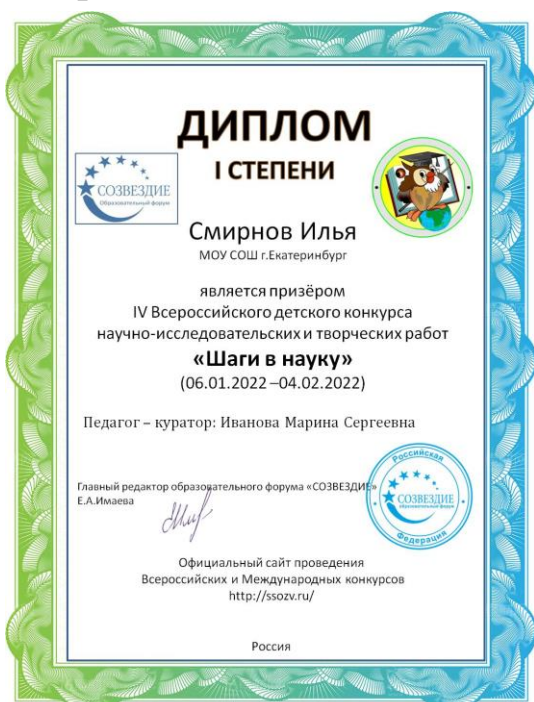 ДИПЛОМ
I СТЕПЕНИ
СОЗВЕЗДИЕ
Образовательный форум
Смирнов Илья
МОУ СОШ г.Екатеринбург
является призёром
IV Всероссийского детского конкурса
научно-исследовательских и творческих работ
«Шаги в науку»
(06.01.2022 –04.02.2022)
Педагог – куратор: Иванова Марина Сергеевна
Главный редактор образовательного форума «СОЗВЕЗДИЕ»
Е.А.Имаева
Российская
СОЗВЕЗДИЕ
образовательный форум
Федерация
Официальный сайт проведения
Всероссийских и Международных конкурсов
http://ssozv.ru/
Россия